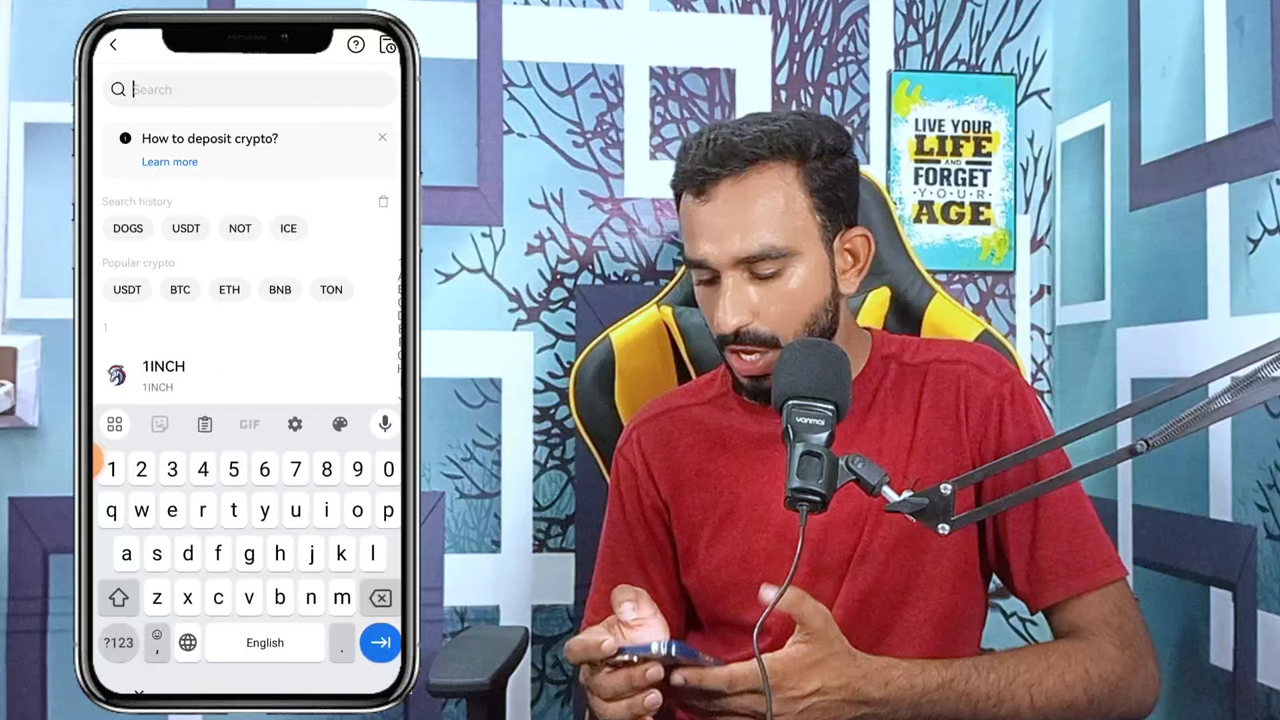 Search
How to deposit crypto?
Learn more
Search history
DOGS USDT NOT ICE
Popular crypto
USDT BTC ETH BNB TON
1
1INCH
1INCH
GIF
1 2 3 4 5 6 7 8 9 0
q w e r t y u i o p
a s d f g h j k l
z x c v b n m
?123 , English .
LIVE YOUR
LIFE
AND
FORGET
·Y·O·U·R·
AGE
vanmai